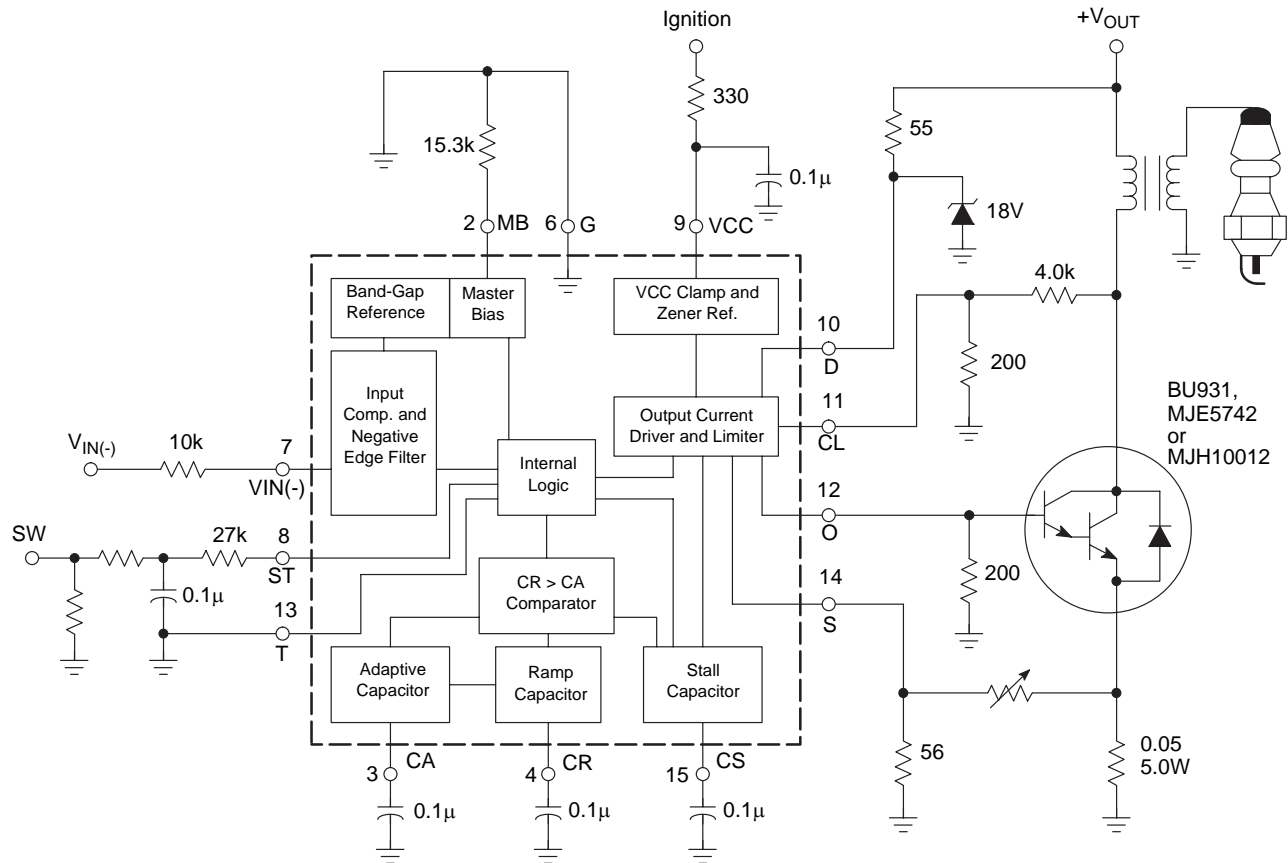 Ignition
+VOUT
330
55
15.3k
0.1μ
18V
2 MB
6 G
9 VCC
4.0k
Band-Gap
Reference
Master
Bias
VCC Clamp and
Zener Ref.
10
D
200
Input
Comp. and
Negative
Edge Filter
Output Current
Driver and Limiter
11
CL
BU931,
MJE5742
or
MJH10012
VIN(-)
10k
7
VIN(-)
Internal
Logic
12
O
SW
27k
8
ST
0.1μ
13
T
CR > CA
Comparator
200
14
S
Adaptive
Capacitor
Ramp
Capacitor
Stall
Capacitor
56
0.05
5.0W
3 CA
4 CR
15 CS
0.1μ
0.1μ
0.1μ